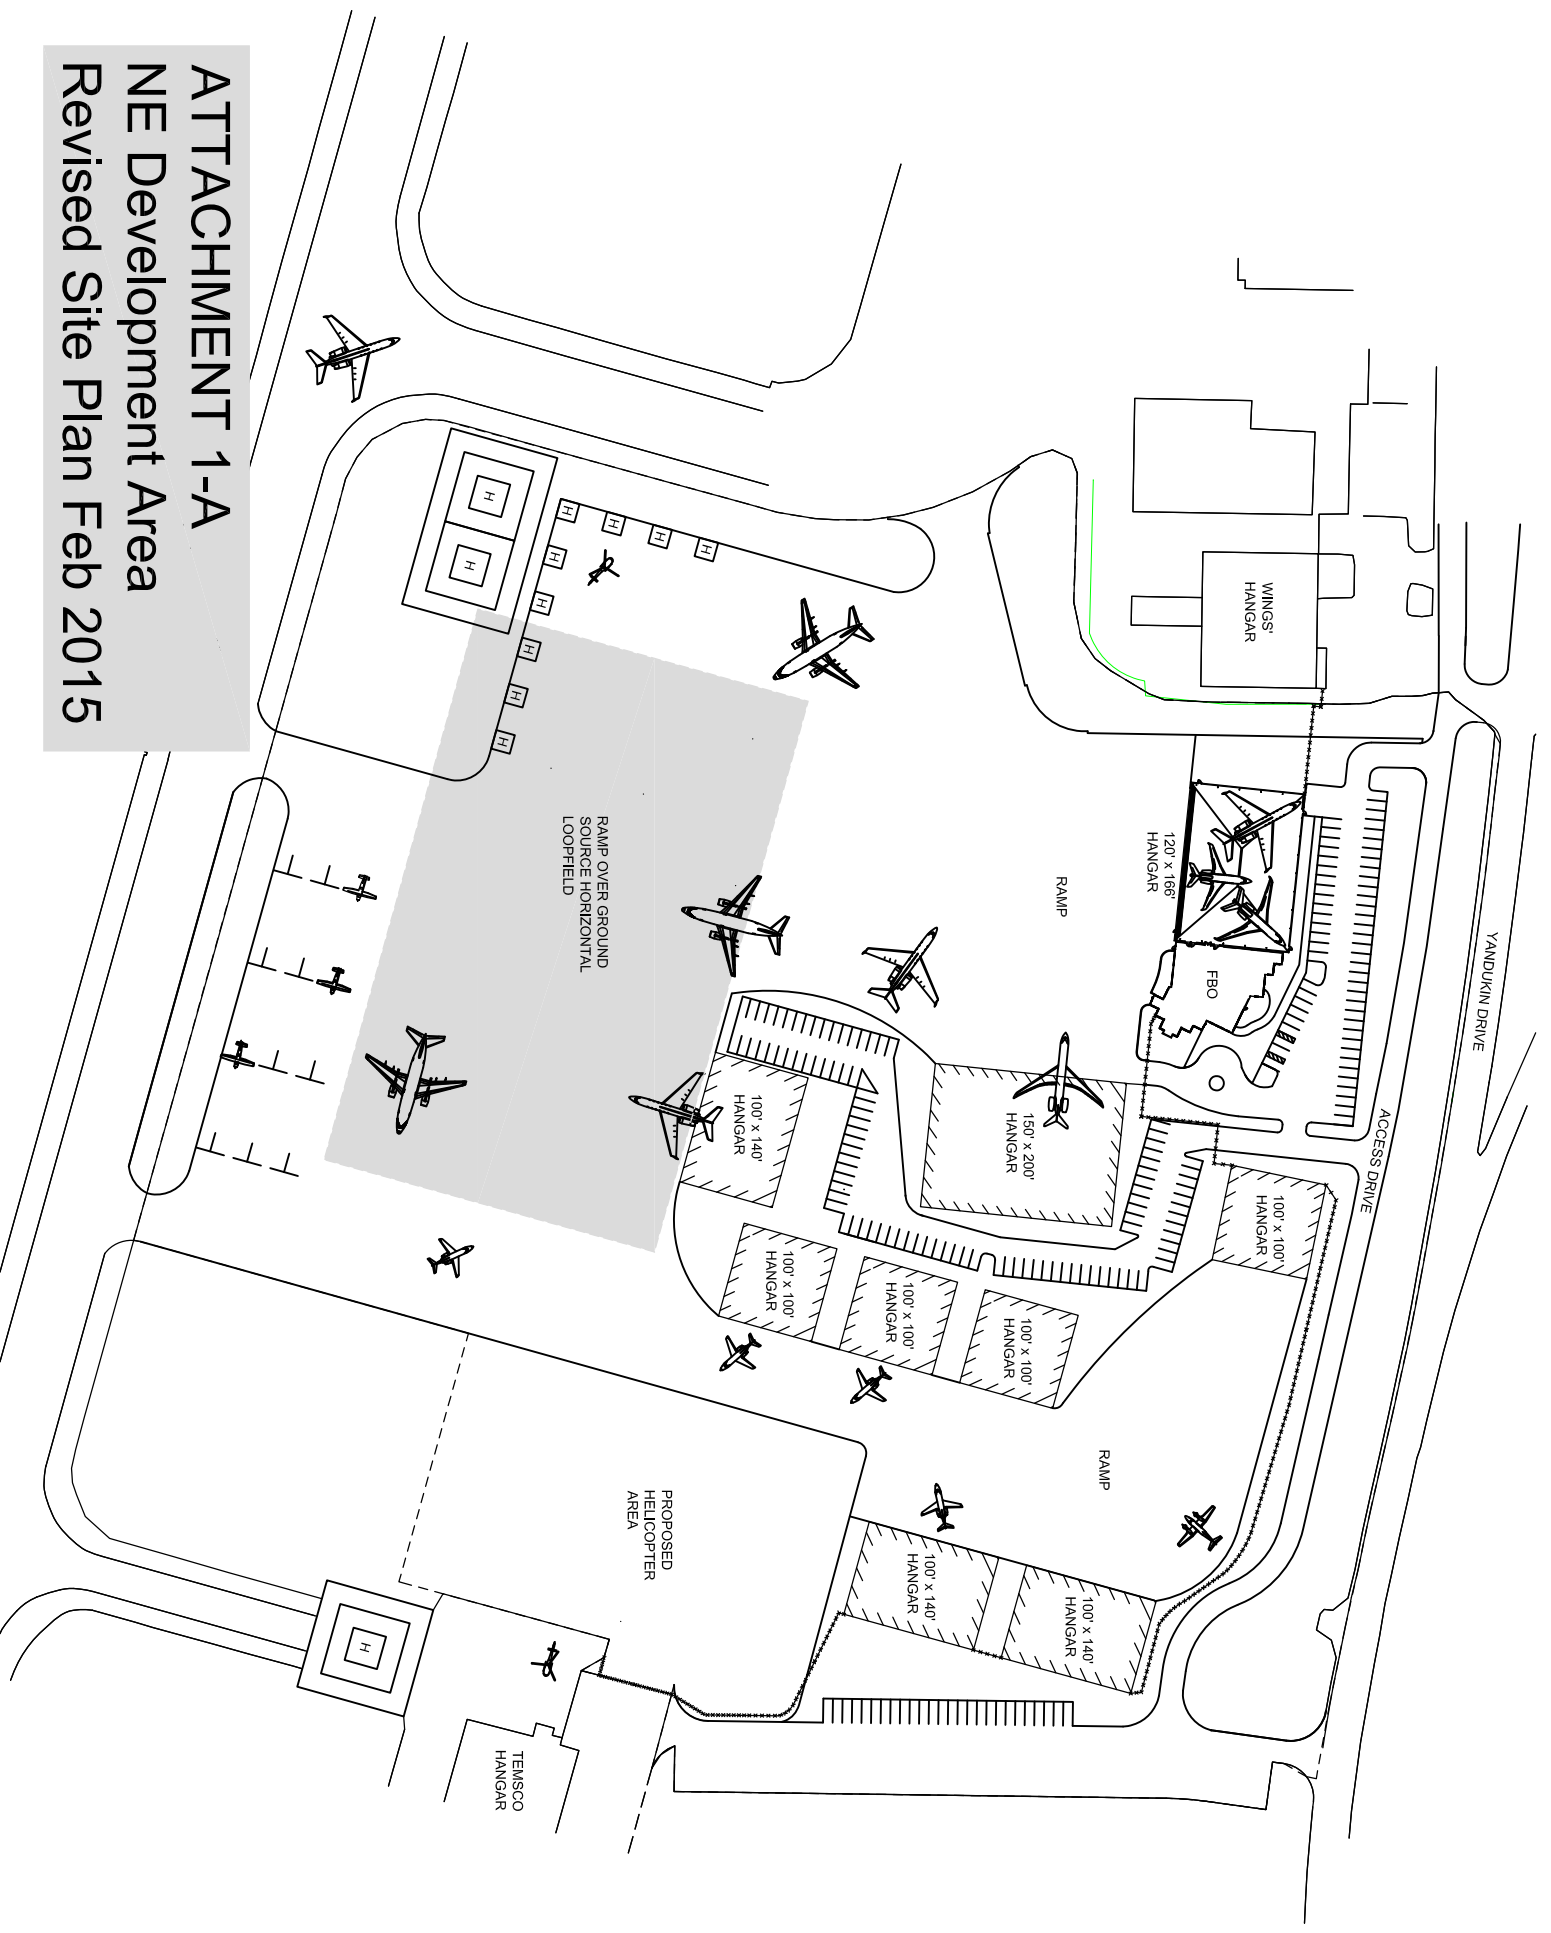 ATTACHMENT 1-A
NE Development Area
Revised Site Plan Feb 2015
YANDUKIN DRIVE
ACCESS DRIVE
WINGS'
HANGAR
120' x 166'
HANGAR
FBO
RAMP
150' x 200'
HANGAR
100' x 100'
HANGAR
100' x 140'
HANGAR
100' x 100'
HANGAR
100' x 100'
HANGAR
100' x 100'
HANGAR
RAMP
100' x 140'
HANGAR
100' x 140'
HANGAR
RAMP OVER GROUND
SOURCE HORIZONTAL
LOOPFIELD
PROPOSED
HELICOPTER
AREA
TEMSCO
HANGAR
H
H
H
H
H
H
H
H
H
H
H
H